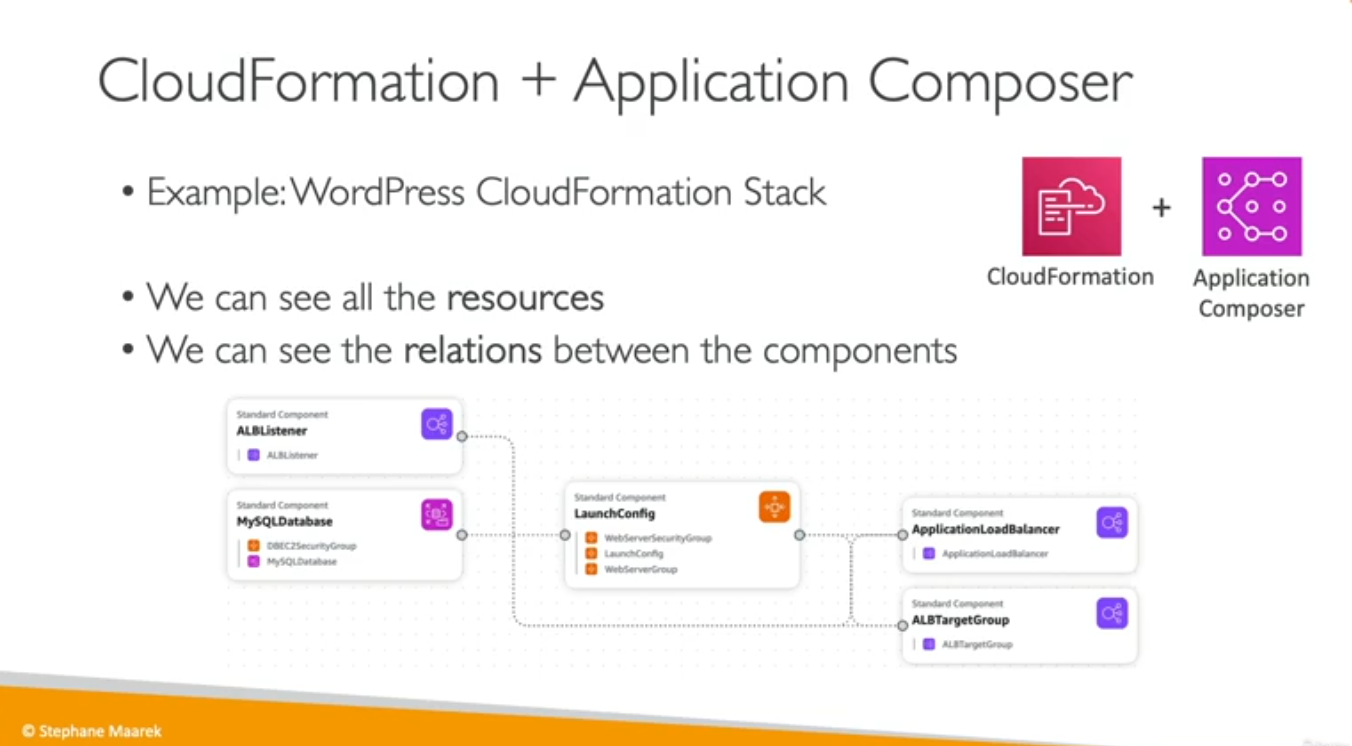 CloudFormation + Application Composer
• Example: WordPress CloudFormation Stack
• We can see all the resources
• We can see the relations between the components
CloudFormation
+
Application
Composer
Standard Component
ALBListener
ALBListener
Standard Component
MySQLDatabase
DBEC2SecurityGroup
MySQLDatabase
Standard Component
LaunchConfig
WebServerSecurityGroup
LaunchConfig
WebServerGroup
Standard Component
ApplicationLoadBalancer
ApplicationLoadBalancer
Standard Component
ALBTargetGroup
ALBTargetGroup
© Stephane Maarek